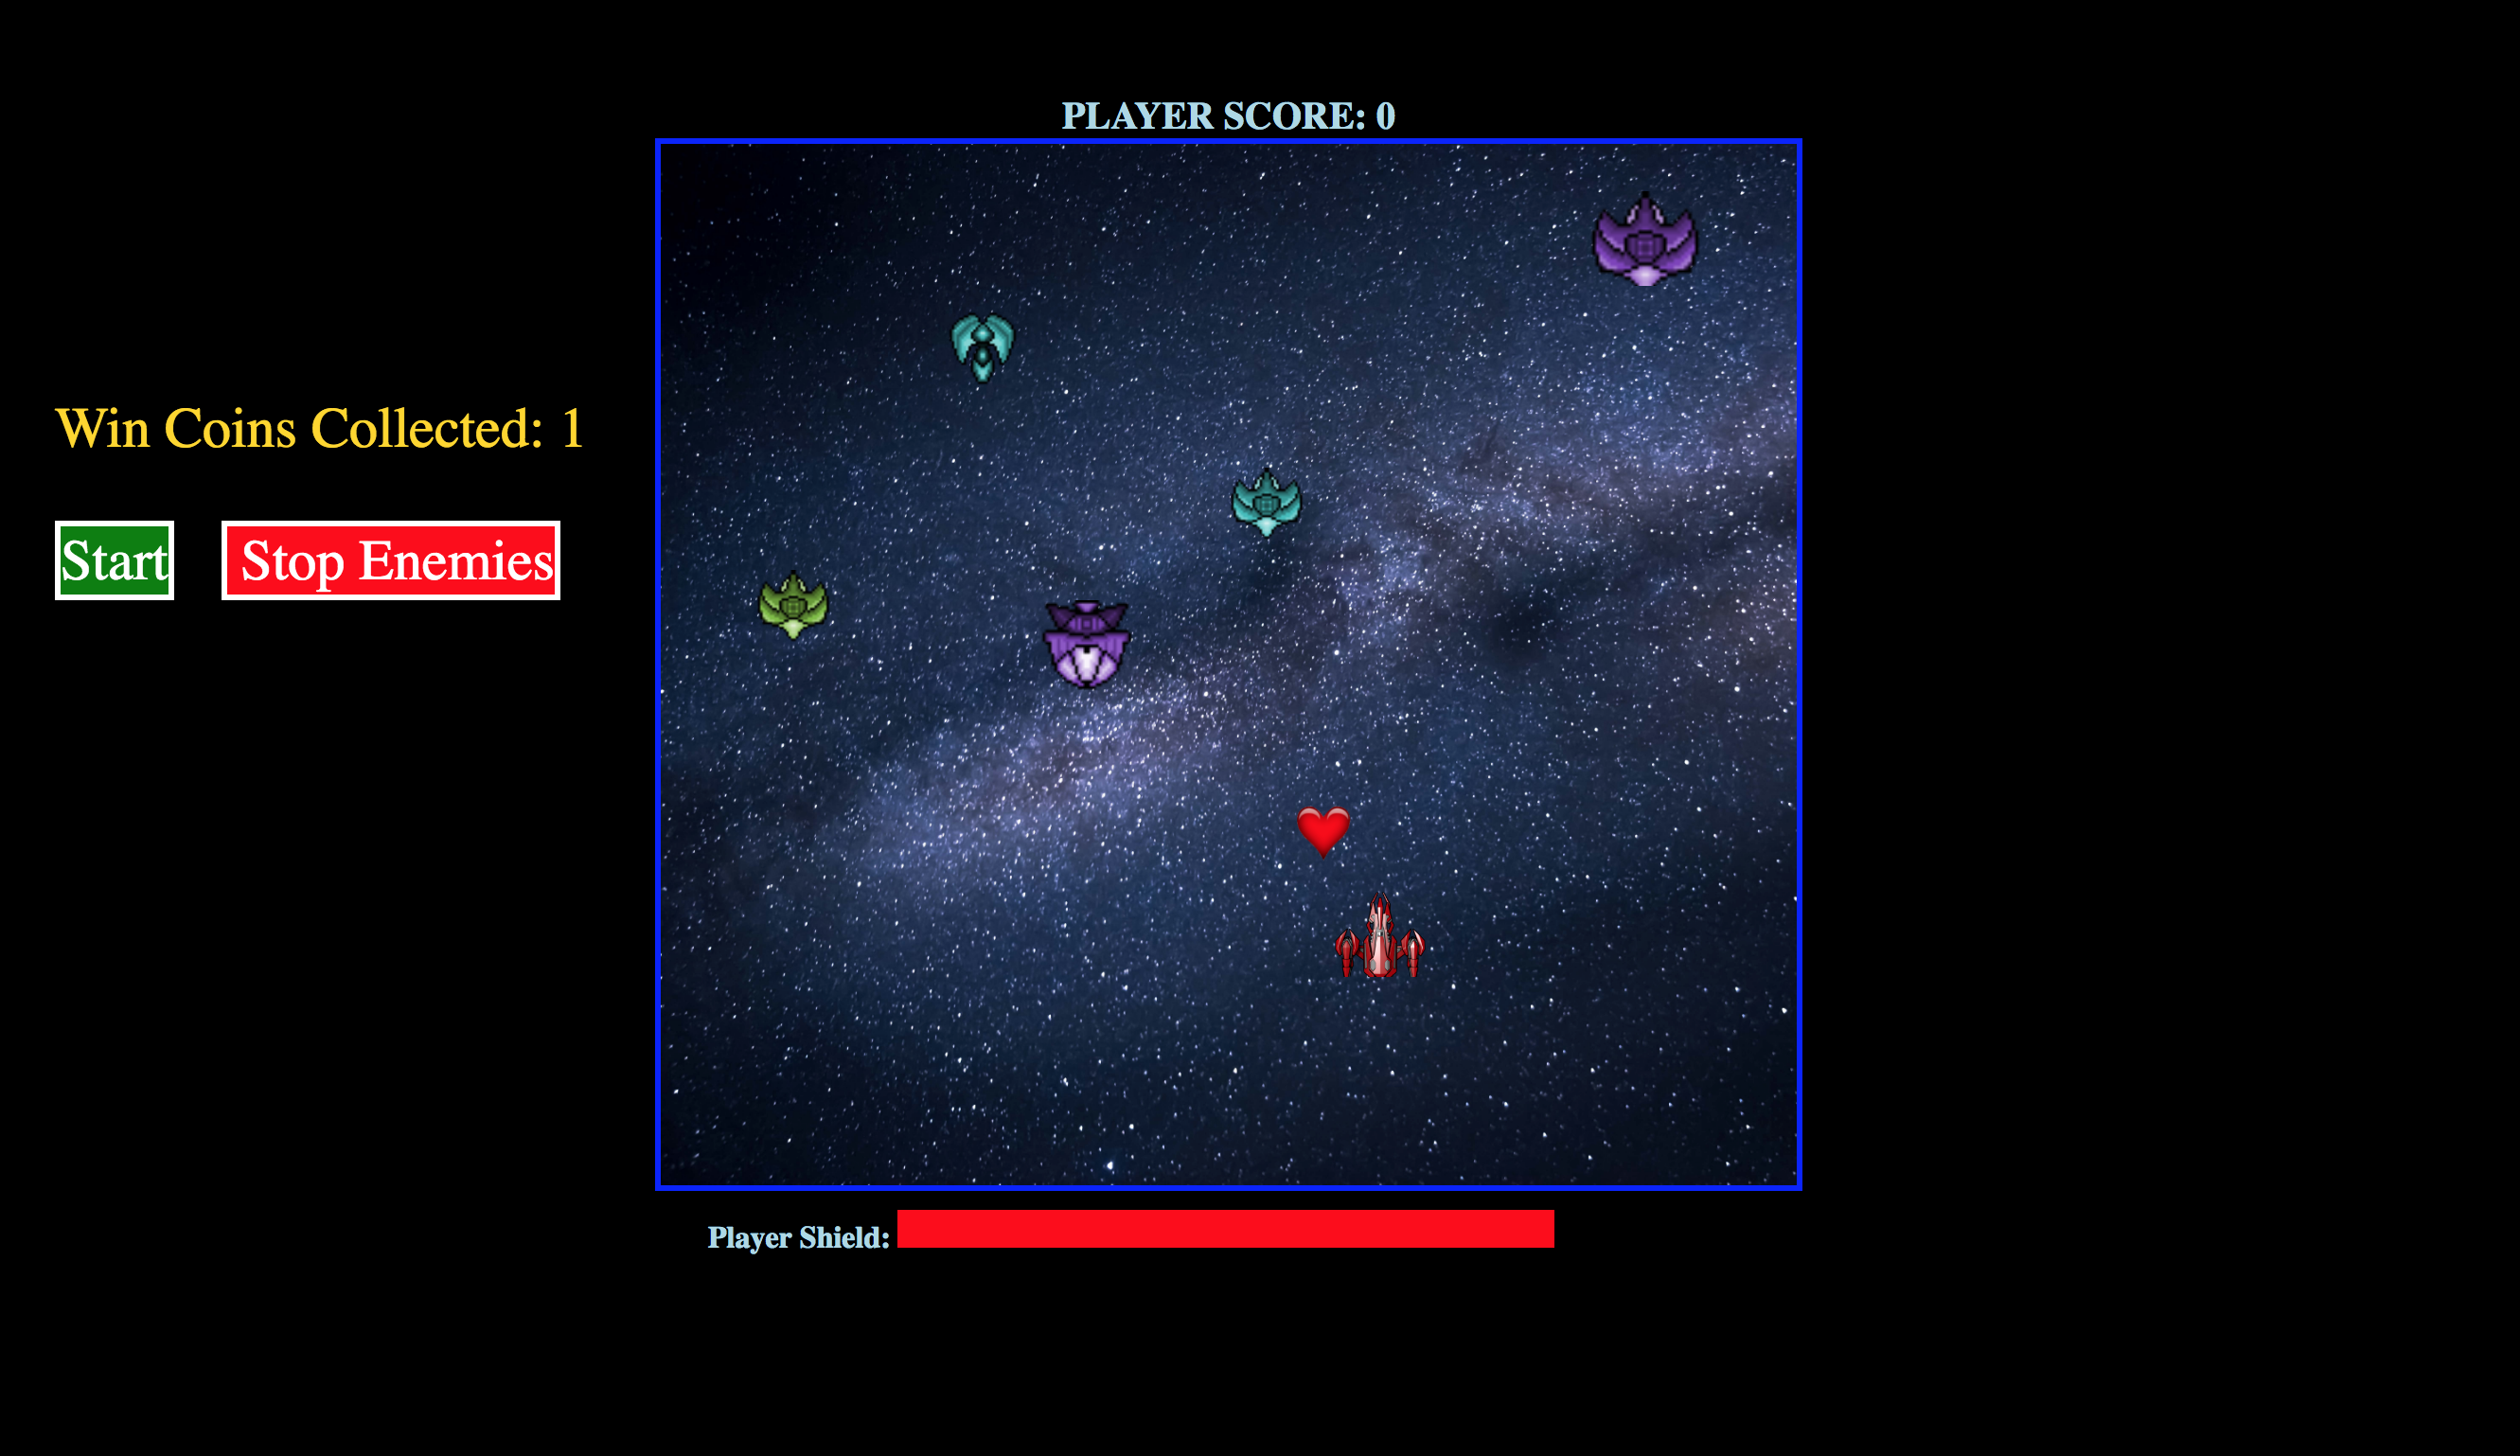 PLAYER SCORE: 0
Win Coins Collected: 1
Start
Stop Enemies
Player Shield: